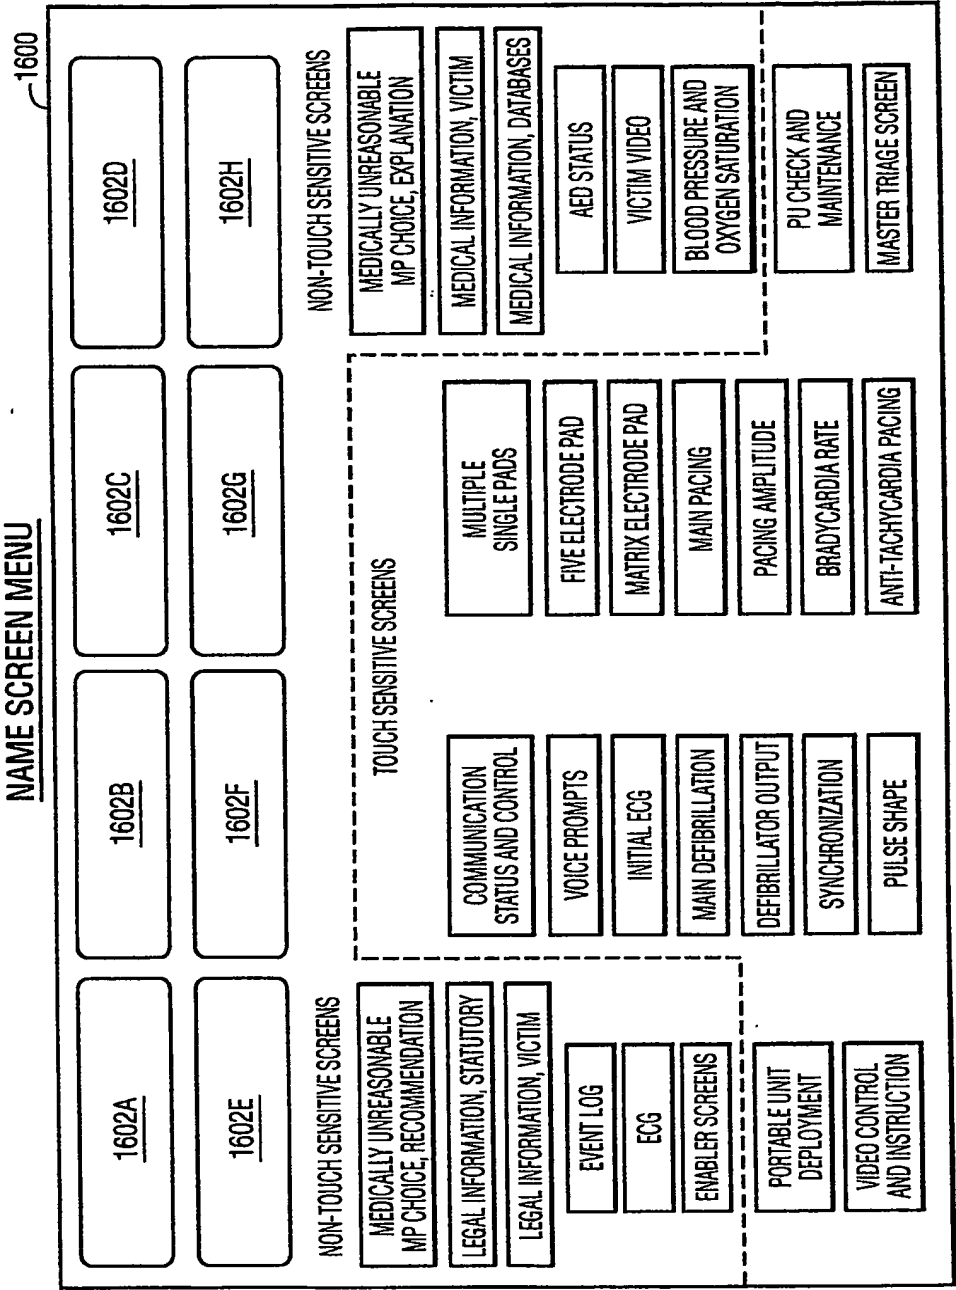 NAME SCREEN MENU
1600
1602A
1602B
1602C
1602D
1602E
1602F
1602G
1602H
NON-TOUCH SENSITIVE SCREENS
MEDICALLY UNREASONABLE
MP CHOICE, RECOMMENDATION
LEGAL INFORMATION, STATUTORY
LEGAL INFORMATION, VICTIM
EVENT LOG
ECG
ENABLER SCREENS
TOUCH SENSITIVE SCREENS
COMMUNICATION
STATUS AND CONTROL
VOICE PROMPTS
INITIAL ECG
MAIN DEFIBRILLATION
DEFIBRILLATOR OUTPUT
SYNCHRONIZATION
PULSE SHAPE
MULTIPLE
SINGLE PADS
FIVE ELECTRODE PAD
MATRIX ELECTRODE PAD
MAIN PACING
PACING AMPLITUDE
BRADYCARDIA RATE
ANTI-TACHYCARDIA PACING
NON-TOUCH SENSITIVE SCREENS
MEDICALLY UNREASONABLE
MP CHOICE, EXPLANATION
MEDICAL INFORMATION, VICTIM
MEDICAL INFORMATION, DATABASES
AED STATUS
VICTIM VIDEO
BLOOD PRESSURE AND
OXYGEN SATURATION
PORTABLE UNIT
DEPLOYMENT
VIDEO CONTROL
AND INSTRUCTION
PU CHECK AND
MAINTENANCE
MASTER TRIAGE SCREEN